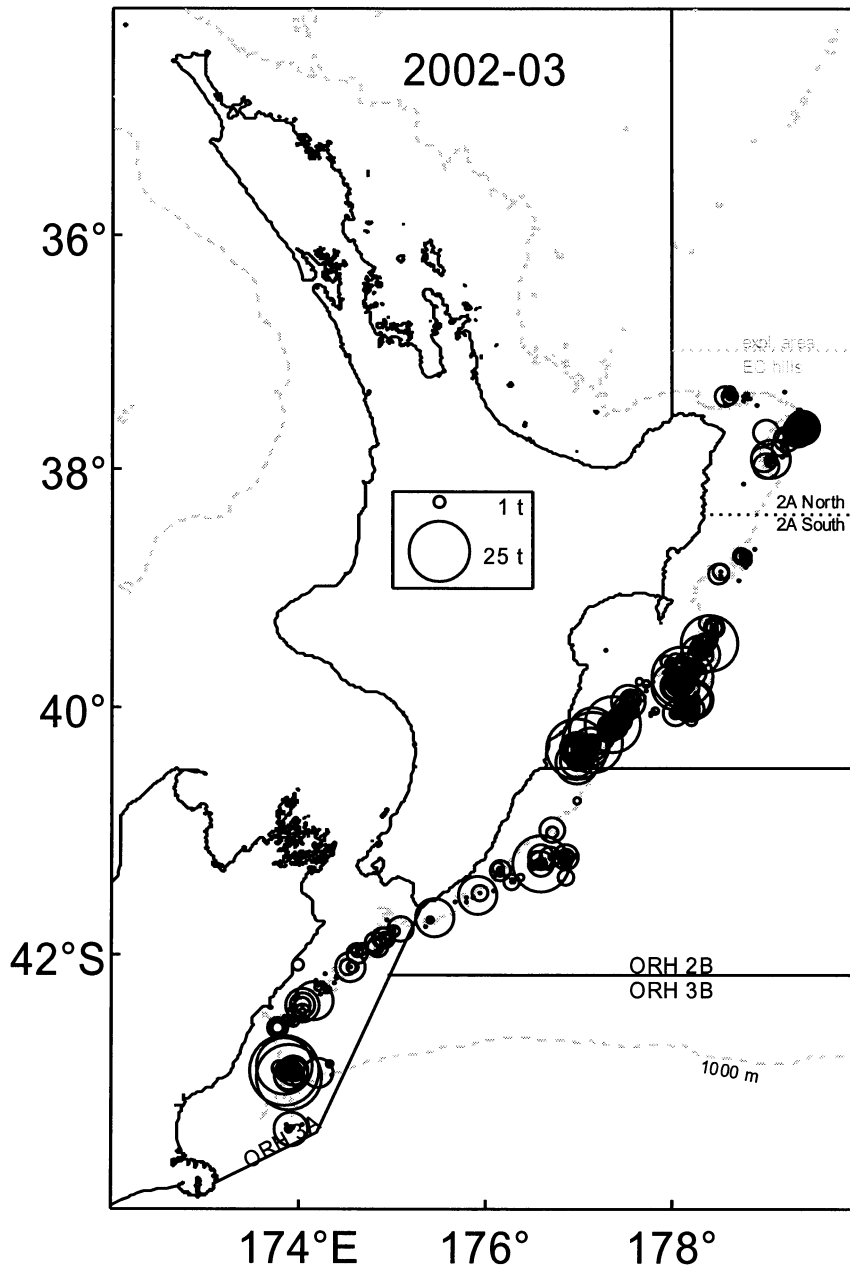 2002-03
36°
expl. area
EC hills
38°
1 t
25 t
2A North
2A South
40°
42°S
ORH 2B
ORH 3B
1000 m
ORH 3A
174°E
176°
178°